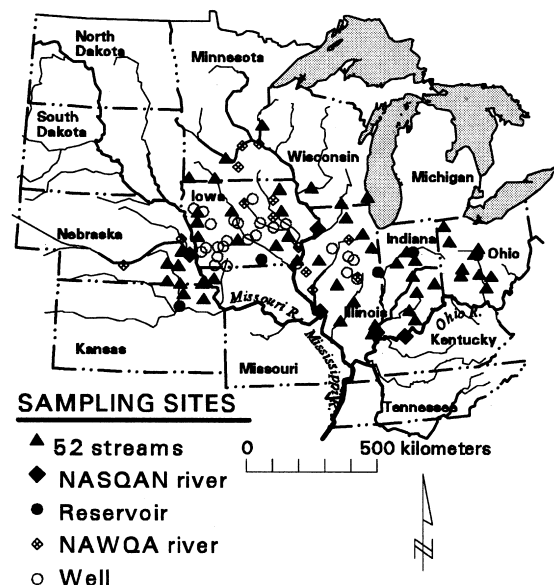 North
Dakota
Minnesota
South
Dakota
Wisconsin
Michigan
Iowa
Nebraska
Indiana
Ohio
Missouri R.
Illinois
Ohio R.
Kentucky
Kansas
Missouri
Mississippi R.
Tennessee
SAMPLING SITES
52 streams
NASQAN river
Reservoir
NAWQA river
Well
0 500 kilometers
N